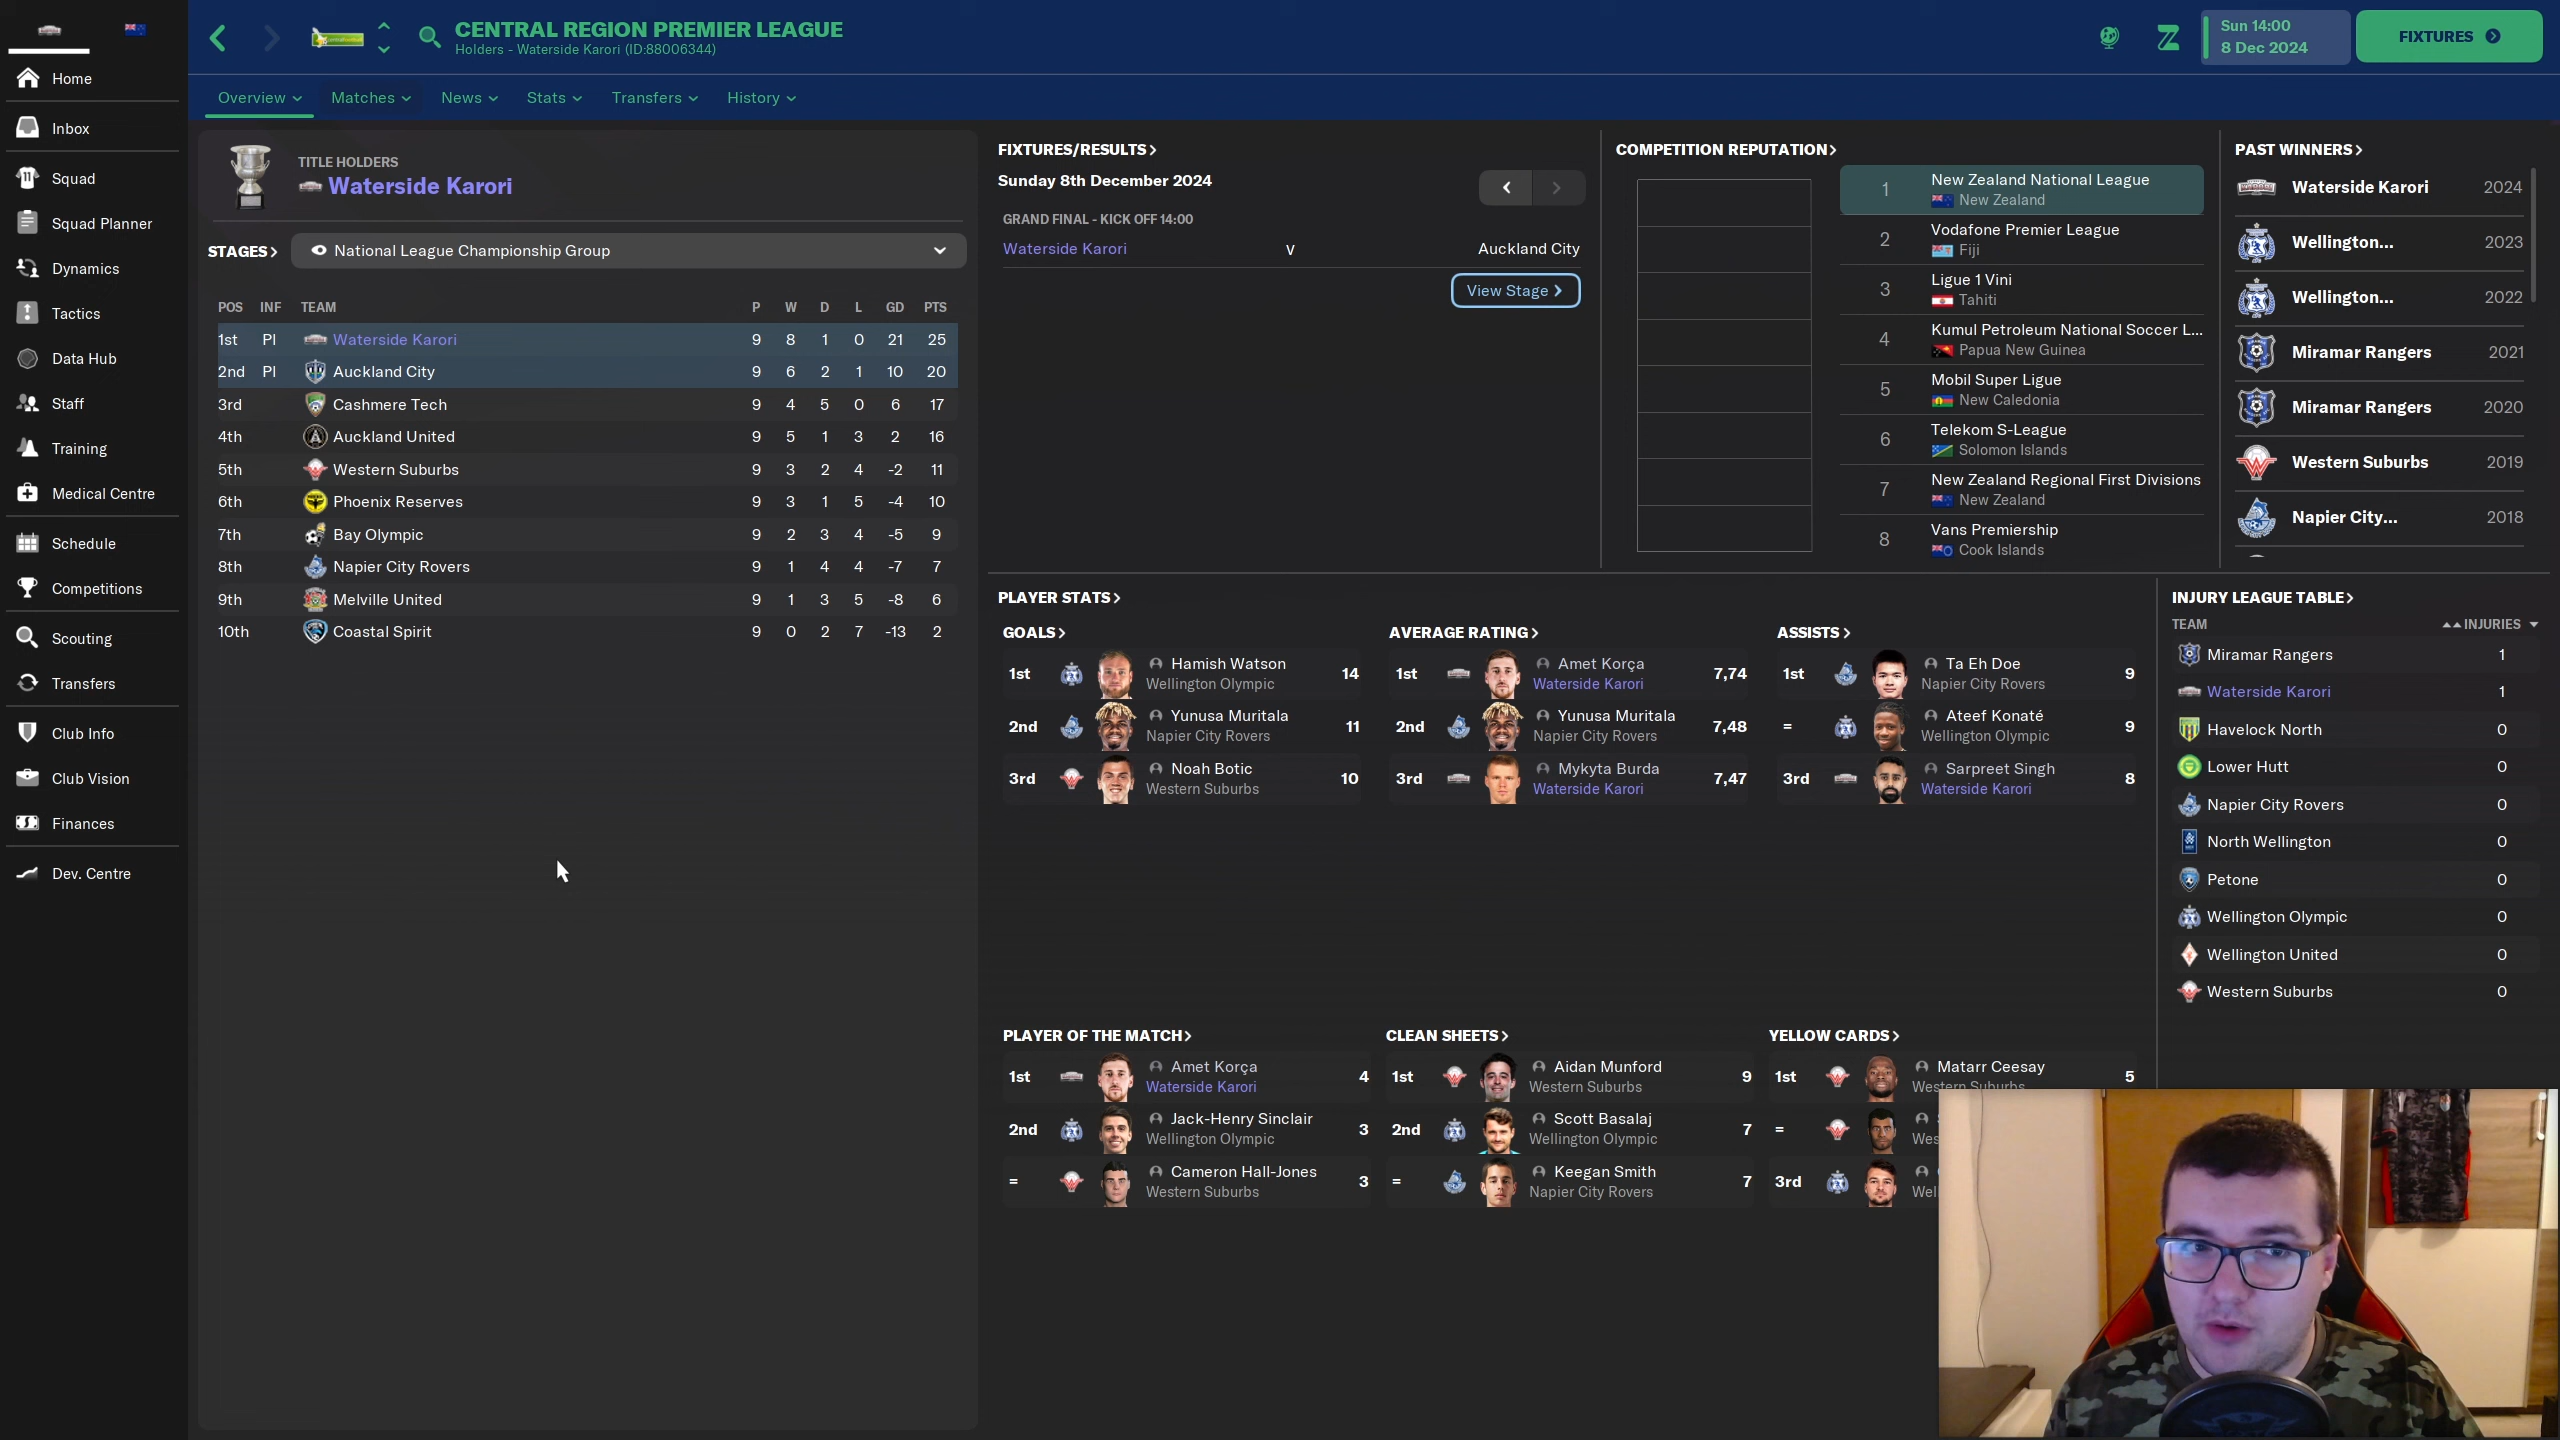 CENTRAL REGION PREMIER LEAGUE
Holders - Waterside Karori (ID:88006344)
Sun 14:00
8 Dec 2024
FIXTURES
Home
Inbox
Squad
Squad Planner
Dynamics
Tactics
Data Hub
Staff
Training
Medical Centre
Schedule
Competitions
Scouting
Transfers
Club Info
Club Vision
Finances
Dev. Centre
Overview Matches News Stats Transfers History
TITLE HOLDERS
Waterside Karori
STAGES National League Championship Group
POS INF TEAM P W D L GD PTS
1st PI Waterside Karori 9 8 1 0 21 25
2nd PI Auckland City 9 6 2 1 10 20
3rd Cashmere Tech 9 4 5 0 6 17
4th Auckland United 9 5 1 3 2 16
5th Western Suburbs 9 3 2 4 -2 11
6th Phoenix Reserves 9 3 1 5 -4 10
7th Bay Olympic 9 2 3 4 -5 9
8th Napier City Rovers 9 1 4 4 -7 7
9th Melville United 9 1 3 5 -8 6
10th Coastal Spirit 9 0 2 7 -13 2
FIXTURES/RESULTS
Sunday 8th December 2024
GRAND FINAL - KICK OFF 14:00
Waterside Karori V Auckland City
View Stage
COMPETITION REPUTATION
1 New Zealand National League
New Zealand
2 Vodafone Premier League
Fiji
3 Ligue 1 Vini
Tahiti
4 Kumul Petroleum National Soccer L...
Papua New Guinea
5 Mobil Super Ligue
New Caledonia
6 Telekom S-League
Solomon Islands
7 New Zealand Regional First Divisions
New Zealand
8 Vans Premiership
Cook Islands
PAST WINNERS
Waterside Karori 2024
Wellington... 2023
Wellington... 2022
Miramar Rangers 2021
Miramar Rangers 2020
Western Suburbs 2019
Napier City... 2018
PLAYER STATS
GOALS
1st Hamish Watson 14
Wellington Olympic
2nd Yunusa Muritala 11
Napier City Rovers
3rd Noah Botic 10
Western Suburbs
AVERAGE RATING
1st Amet Korça 7,74
Waterside Karori
2nd Yunusa Muritala 7,48
Napier City Rovers
3rd Mykyta Burda 7,47
Waterside Karori
ASSISTS
1st Ta Eh Doe 9
Napier City Rovers
= Ateef Konaté 9
Wellington Olympic
3rd Sarpreet Singh 8
Waterside Karori
INJURY LEAGUE TABLE
TEAM INJURIES
Miramar Rangers 1
Waterside Karori 1
Havelock North 0
Lower Hutt 0
Napier City Rovers 0
North Wellington 0
Petone 0
Wellington Olympic 0
Wellington United 0
Western Suburbs 0
PLAYER OF THE MATCH
1st Amet Korça 4
Waterside Karori
2nd Jack-Henry Sinclair 3
Wellington Olympic
= Cameron Hall-Jones 3
Western Suburbs
CLEAN SHEETS
1st Aidan Munford 9
Western Suburbs
2nd Scott Basalaj 7
Wellington Olympic
= Keegan Smith 7
Napier City Rovers
YELLOW CARDS
1st Matarr Ceesay 5
Western Suburbs
=
3rd